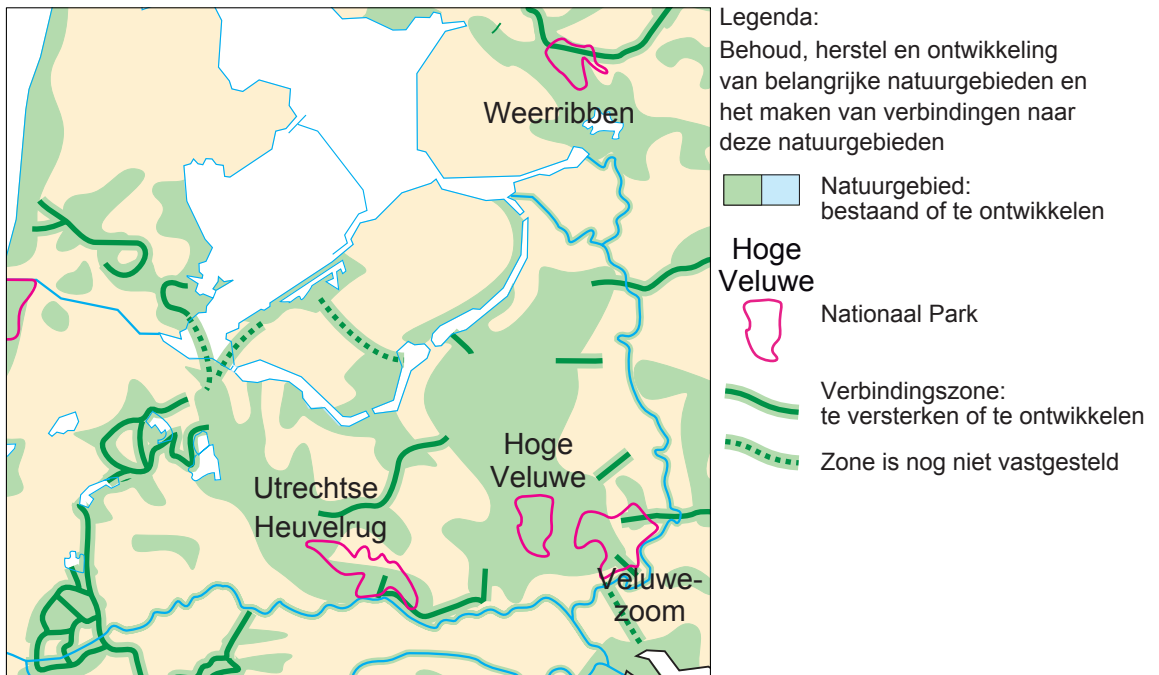 Weerribben
Utrechtse
Heuvelrug
Hoge
Veluwe
Veluwe-
zoom
Legenda:
Behoud, herstel en ontwikkeling
van belangrijke natuurgebieden en
het maken van verbindingen naar
deze natuurgebieden
Natuurgebied:
bestaand of te ontwikkelen
Hoge
Veluwe
Nationaal Park
Verbindingszone:
te versterken of te ontwikkelen
Zone is nog niet vastgesteld